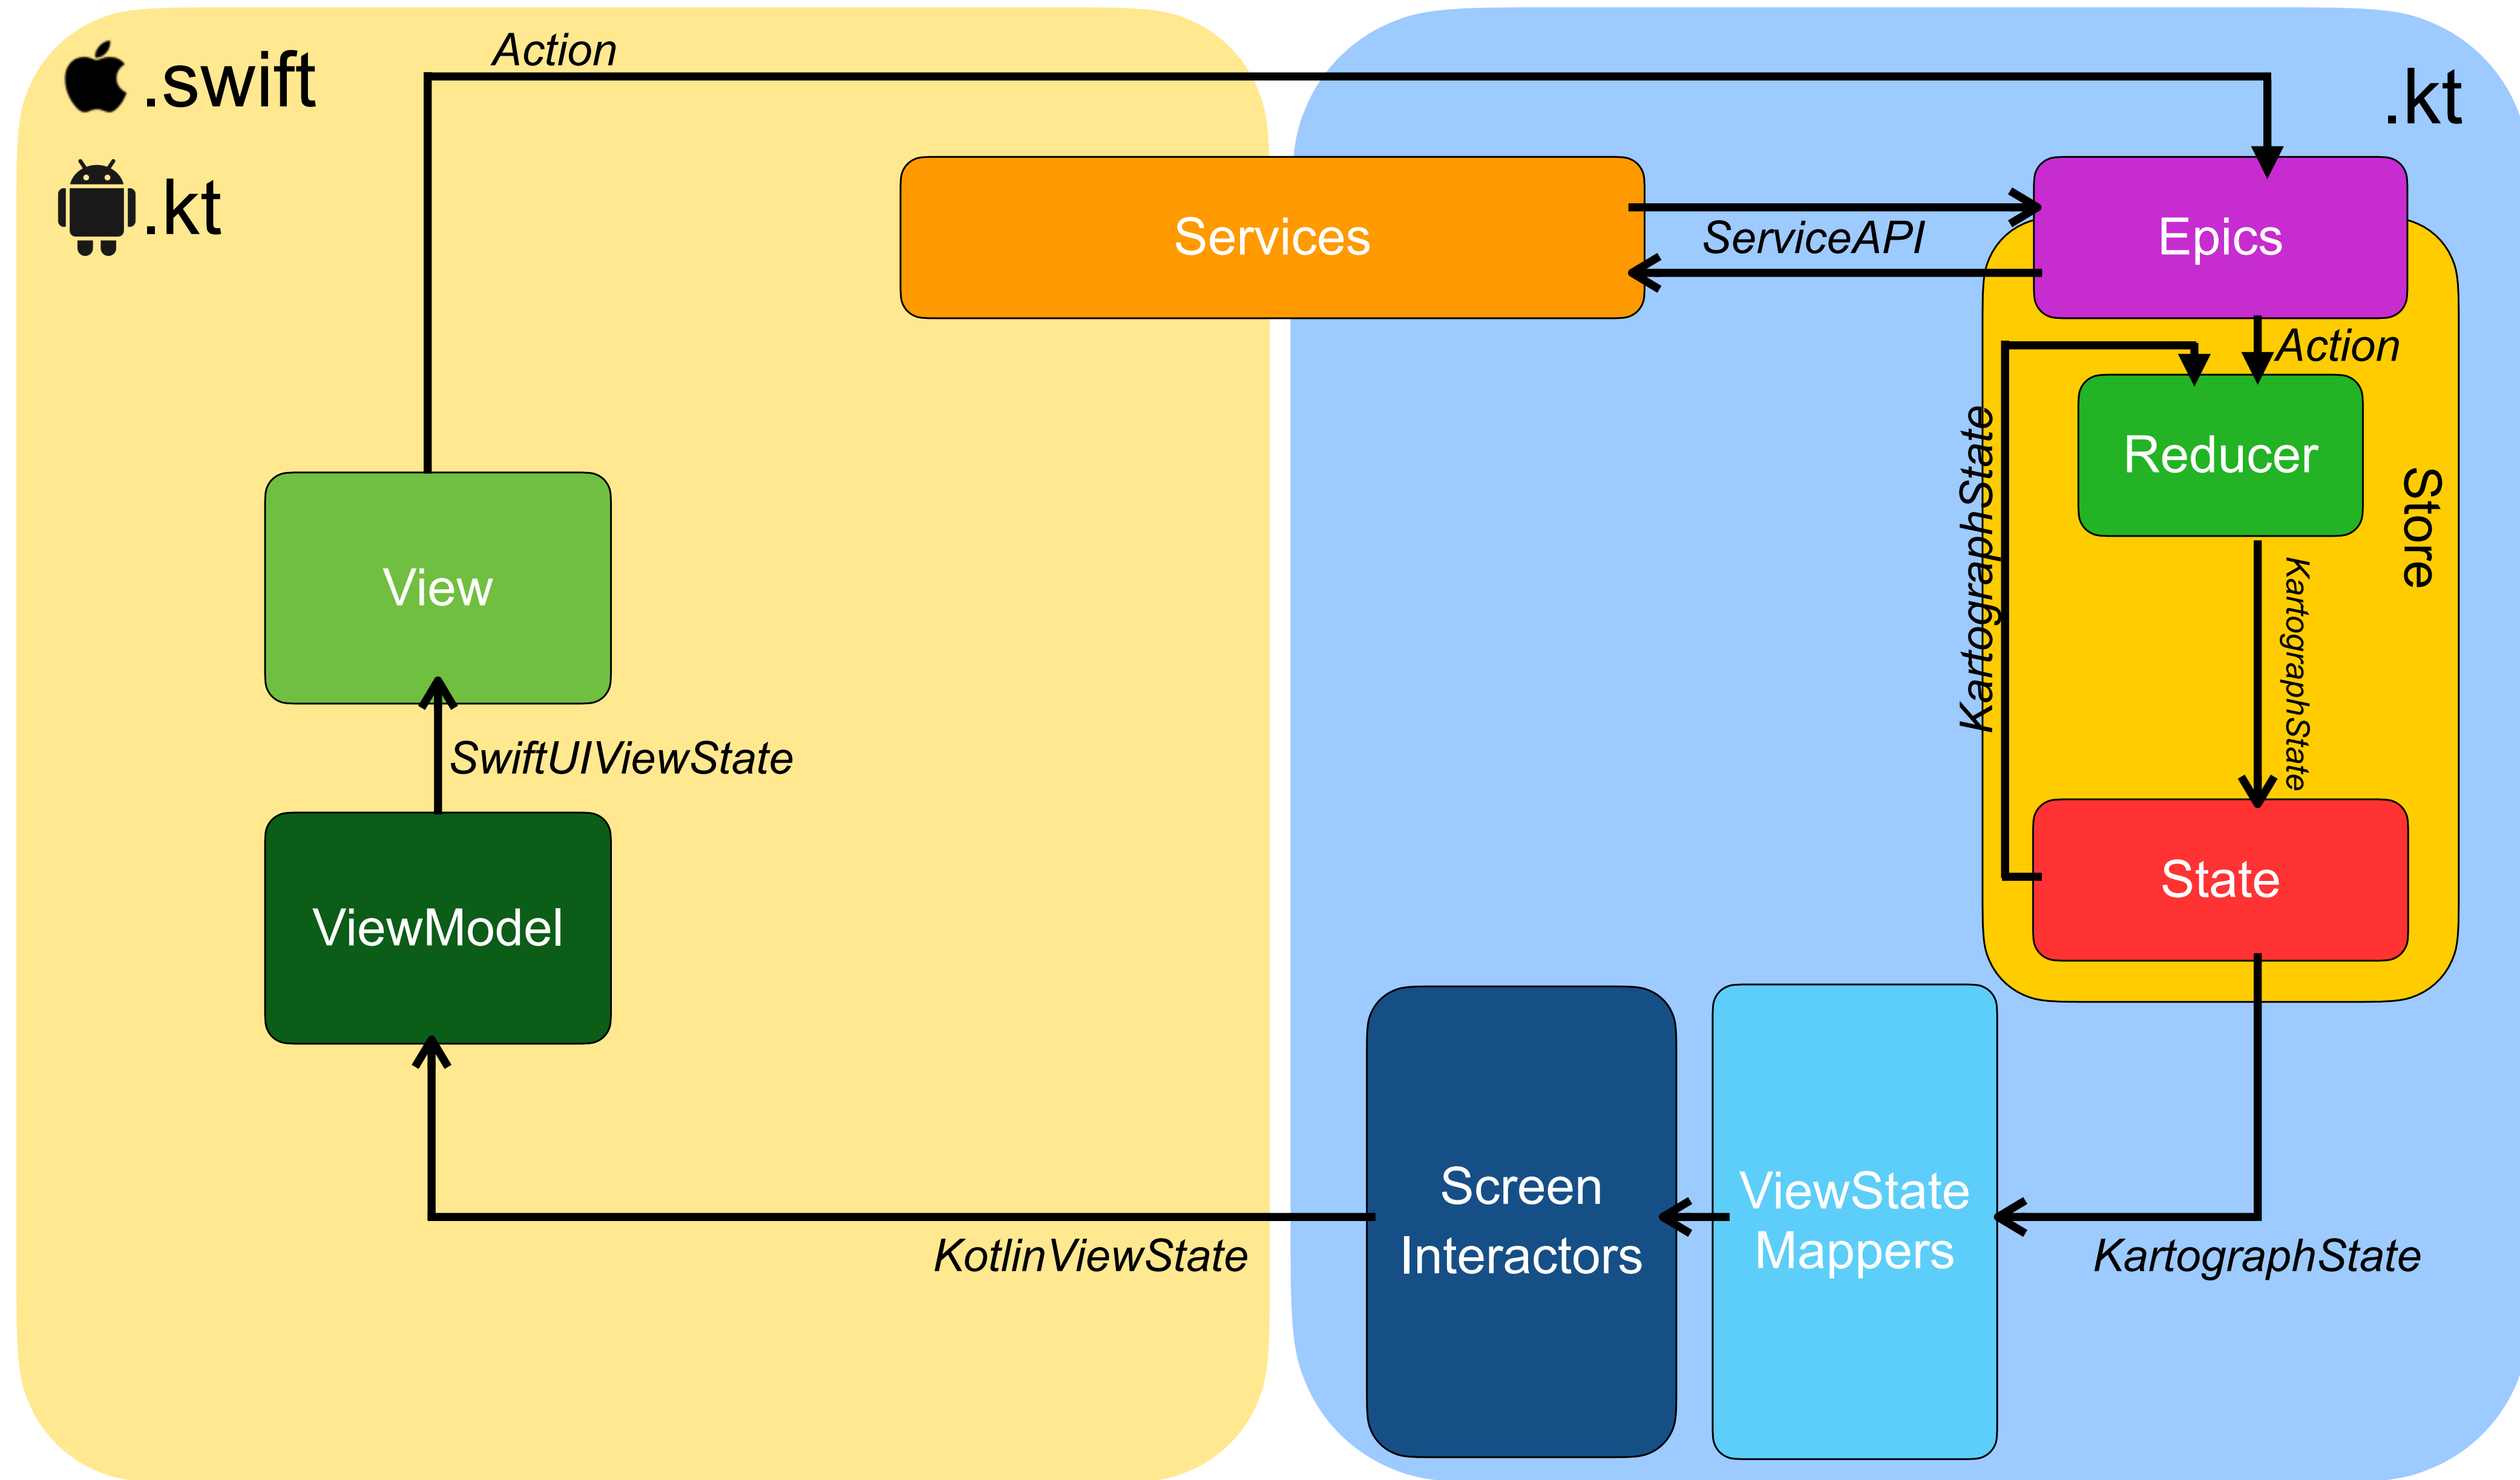 .swift
.kt
Action
.kt
Services
ServiceAPI
Epics
Action
Reducer
Store
KartographState
KartographState
View
SwiftUIViewState
ViewModel
State
KotlinViewState
Screen
Interactors
ViewState
Mappers
KartographState